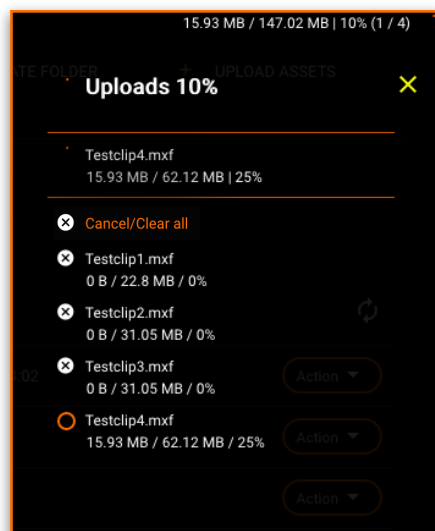 15.93 MB / 147.02 MB | 10% (1 / 4)
ATE FOLDER + UPLOAD ASSETS
Uploads 10%
Testclip4.mxf
15.93 MB / 62.12 MB | 25%
Cancel/Clear all
Testclip1.mxf
0 B / 22.8 MB / 0%
Testclip2.mxf
0 B / 31.05 MB / 0%
Testclip3.mxf
:02 Action
0 B / 31.05 MB / 0%
Testclip4.mxf
Action
15.93 MB / 62.12 MB / 25%
Action